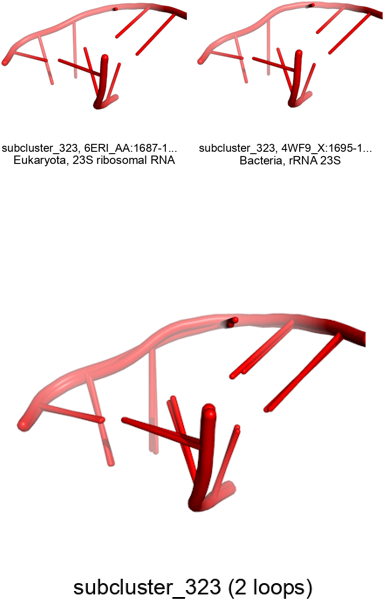 subcluster_323, 6ERI_AA:1687-1...
Eukaryota, 23S ribosomal RNA
subcluster_323, 4WF9_X:1695-1...
Bacteria, rRNA 23S
subcluster_323 (2 loops)